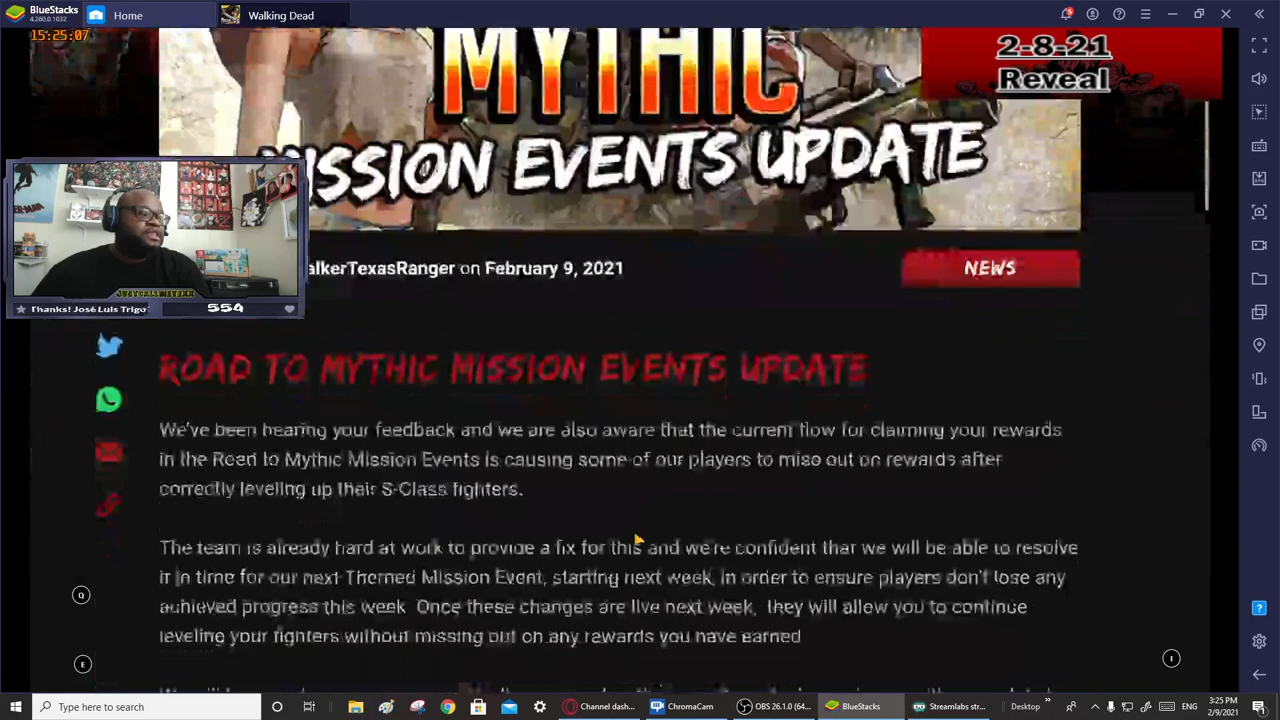 BlueStacks
4.280.0.1032
Home
Walking Dead
5
15:25:07
MYTHIC
2-8-21
Reveal
MISSION EVENTS UPDATE
alkerTexasRanger on February 9, 2021
NEWS
Thanks! José Luis Trigo
554
ROAD TO MYTHIC MISSION EVENTS UPDATE
We've been hearing your feedback and we are also aware that the current flow for claiming your rewards
in the Road to Mythic Mission Events is causing some of our players to miss out on rewards after
correctly leveling up their S-Class fighters.
The team is already hard at work to provide a fix for this and we're confident that we will be able to resolve
it in time for our next Themed Mission Event, starting next week, in order to ensure players don't lose any
achieved progress this week. Once these changes are live next week, they will allow you to continue
leveling your fighters without missing out on any rewards you have earned
Q
E
I
Type here to search
Channel dash...
ChromaCam
OBS 26.1.0 (64...
BlueStacks
Streamlabs str...
Desktop
»
ENG
3:25 PM
2/9/2021
1